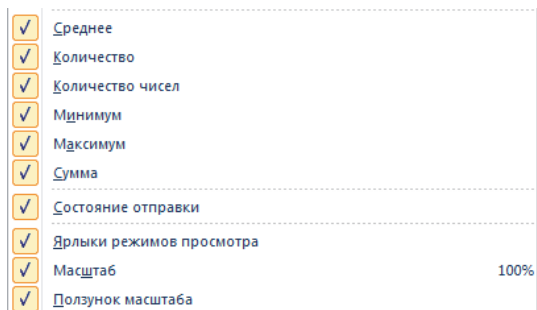 Среднее
Количество
Количество чисел
Минимум
Максимум
Сумма
Состояние отправки
Ярлыки режимов просмотра
Масштаб 100%
Ползунок масштаба